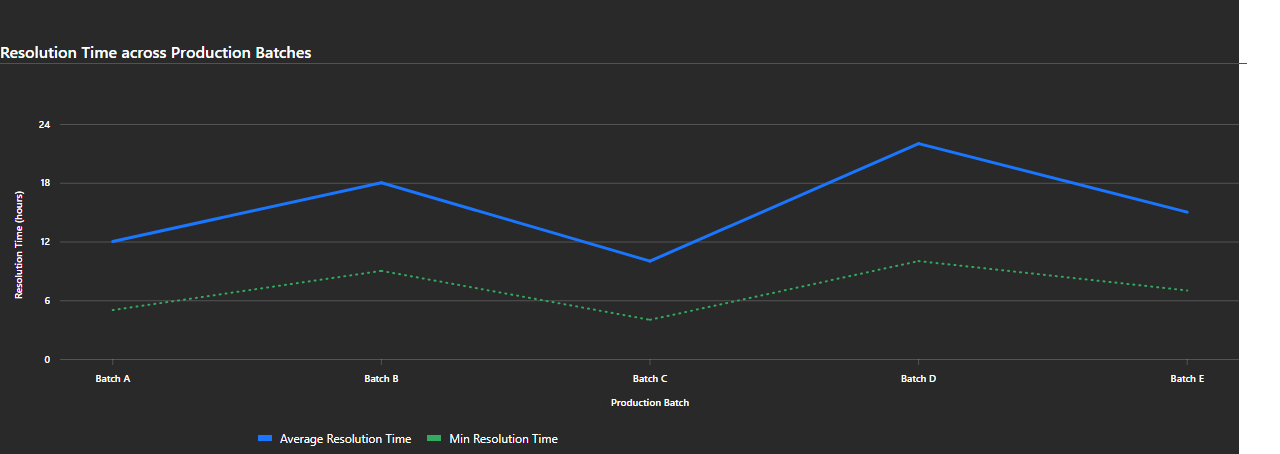 Resolution Time across Production Batches
24
18
12
6
0
Resolution Time (hours)
Batch A
Batch B
Batch C
Batch D
Batch E
Production Batch
Average Resolution Time
Min Resolution Time